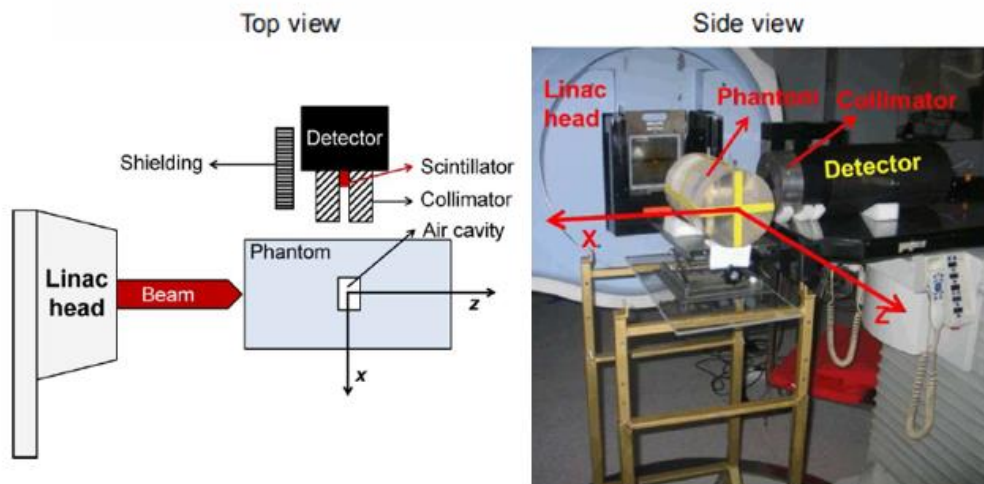 Top view
Detector
Shielding
Scintillator
Collimator
Air cavity
Phantom
Linac
head
Beam
z
x
Side view
Linac
head
Phantom
Collimator
Detector
X
Z